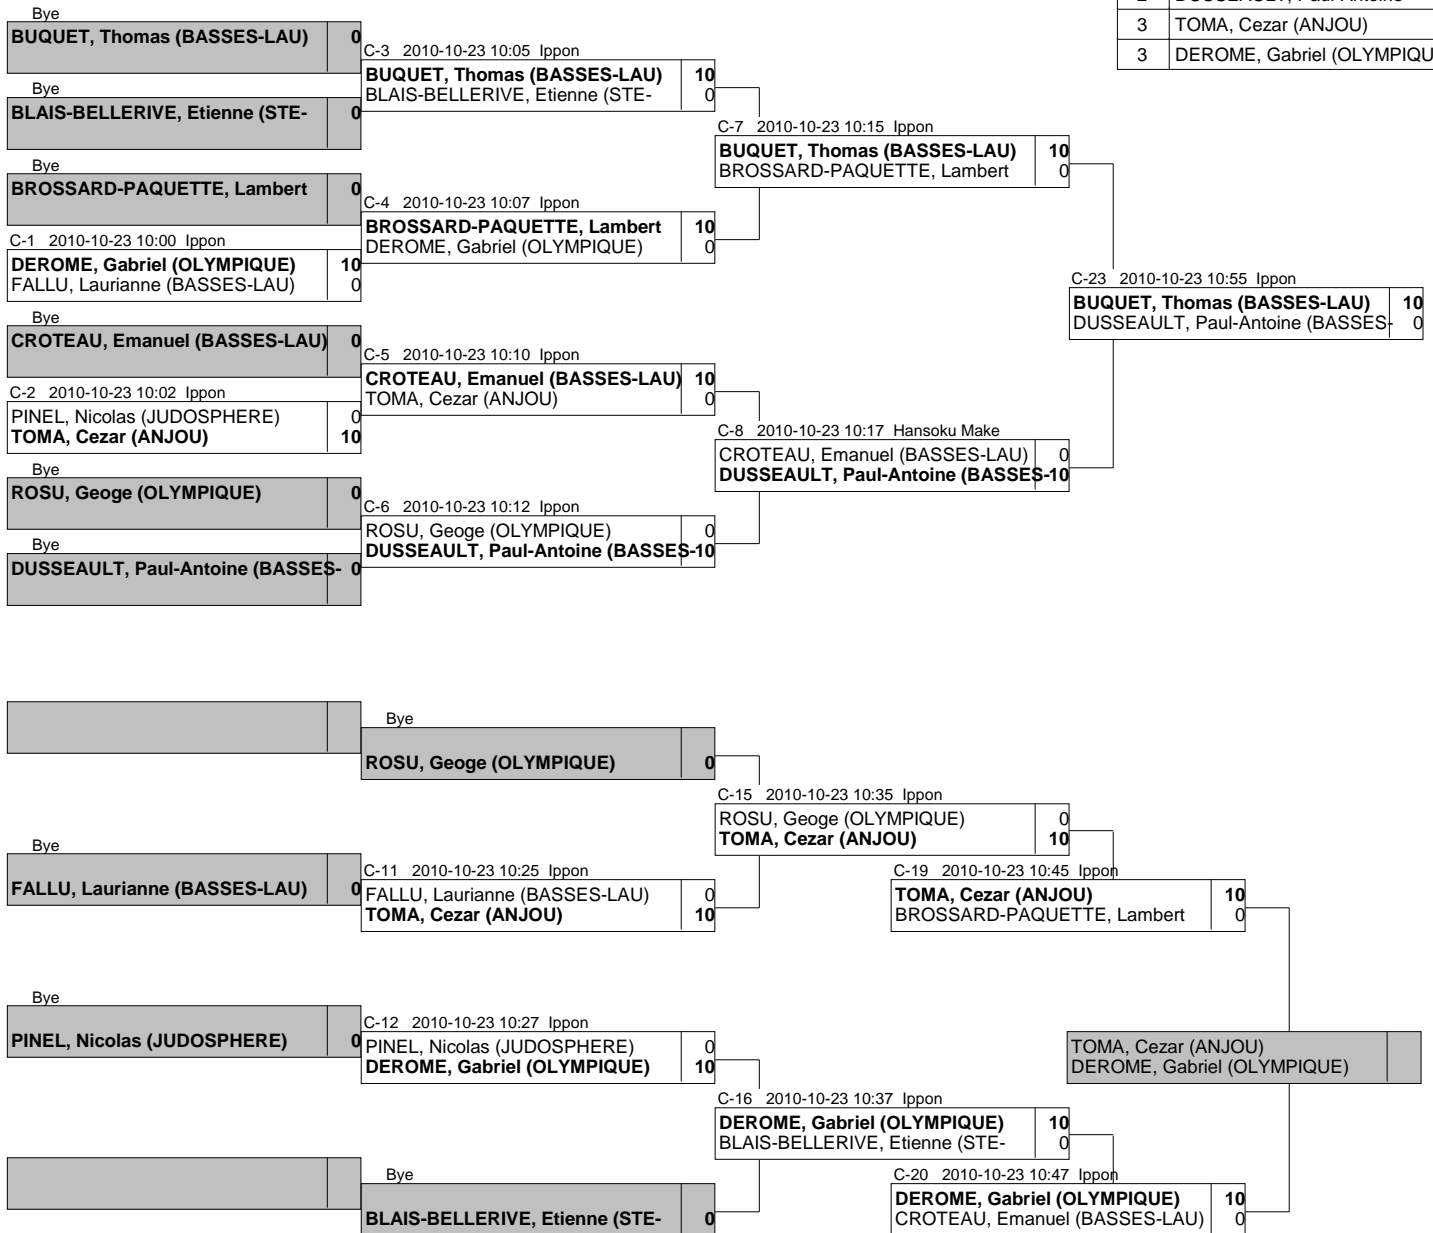 3 TOMA, Cezar (ANJOU)
3 DEROME, Gabriel (OLYMPIQU
Bye
BUQUET, Thomas (BASSES-LAU) 0
C-3 2010-10-23 10:05 Ippon
BUQUET, Thomas (BASSES-LAU) 10
BLAIS-BELLERIVE, Etienne (STE- 0
Bye
BLAIS-BELLERIVE, Etienne (STE- 0
C-7 2010-10-23 10:15 Ippon
BUQUET, Thomas (BASSES-LAU) 10
BROSSARD-PAQUETTE, Lambert 0
Bye
BROSSARD-PAQUETTE, Lambert 0
C-4 2010-10-23 10:07 Ippon
BROSSARD-PAQUETTE, Lambert 10
DEROME, Gabriel (OLYMPIQUE) 0
C-1 2010-10-23 10:00 Ippon
DEROME, Gabriel (OLYMPIQUE) 10
FALLU, Laurianne (BASSES-LAU) 0
C-23 2010-10-23 10:55 Ippon
BUQUET, Thomas (BASSES-LAU) 10
DUSSEAULT, Paul-Antoine (BASSES- 0
Bye
CROTEAU, Emanuel (BASSES-LAU) 0
C-5 2010-10-23 10:10 Ippon
CROTEAU, Emanuel (BASSES-LAU) 10
TOMA, Cezar (ANJOU) 0
C-2 2010-10-23 10:02 Ippon
PINEL, Nicolas (JUDOSPHERE) 0
TOMA, Cezar (ANJOU) 10
C-8 2010-10-23 10:17 Hansoku Make
CROTEAU, Emanuel (BASSES-LAU) 0
DUSSEAULT, Paul-Antoine (BASSES-10
Bye
ROSU, Geoge (OLYMPIQUE) 0
C-6 2010-10-23 10:12 Ippon
ROSU, Geoge (OLYMPIQUE) 0
DUSSEAULT, Paul-Antoine (BASSES-10
Bye
DUSSEAULT, Paul-Antoine (BASSES- 0
Bye
ROSU, Geoge (OLYMPIQUE) 0
C-15 2010-10-23 10:35 Ippon
ROSU, Geoge (OLYMPIQUE) 0
TOMA, Cezar (ANJOU) 10
Bye
FALLU, Laurianne (BASSES-LAU) 0
C-11 2010-10-23 10:25 Ippon
FALLU, Laurianne (BASSES-LAU) 0
TOMA, Cezar (ANJOU) 10
C-19 2010-10-23 10:45 Ippon
TOMA, Cezar (ANJOU) 10
BROSSARD-PAQUETTE, Lambert 0
Bye
PINEL, Nicolas (JUDOSPHERE) 0
C-12 2010-10-23 10:27 Ippon
PINEL, Nicolas (JUDOSPHERE) 0
DEROME, Gabriel (OLYMPIQUE) 10
TOMA, Cezar (ANJOU)
DEROME, Gabriel (OLYMPIQUE)
C-16 2010-10-23 10:37 Ippon
DEROME, Gabriel (OLYMPIQUE) 10
BLAIS-BELLERIVE, Etienne (STE- 0
Bye
BLAIS-BELLERIVE, Etienne (STE- 0
C-20 2010-10-23 10:47 Ippon
DEROME, Gabriel (OLYMPIQUE) 10
CROTEAU, Emanuel (BASSES-LAU) 0